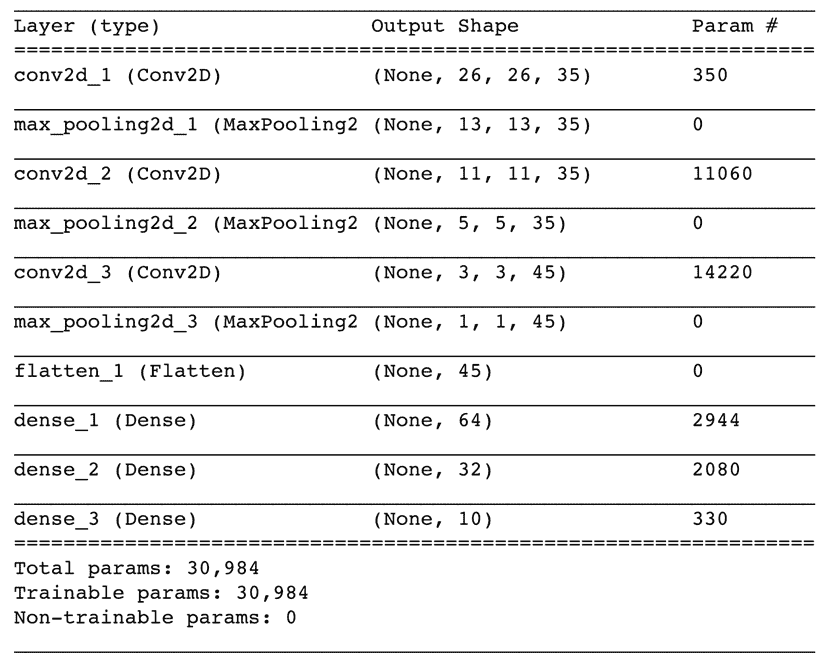 Layer (type) Output Shape Param #
=================================================================
conv2d_1 (Conv2D) (None, 26, 26, 35) 350
max_pooling2d_1 (MaxPooling2 (None, 13, 13, 35) 0
conv2d_2 (Conv2D) (None, 11, 11, 35) 11060
max_pooling2d_2 (MaxPooling2 (None, 5, 5, 35) 0
conv2d_3 (Conv2D) (None, 3, 3, 45) 14220
max_pooling2d_3 (MaxPooling2 (None, 1, 1, 45) 0
flatten_1 (Flatten) (None, 45) 0
dense_1 (Dense) (None, 64) 2944
dense_2 (Dense) (None, 32) 2080
dense_3 (Dense) (None, 10) 330
=================================================================
Total params: 30,984
Trainable params: 30,984
Non-trainable params: 0